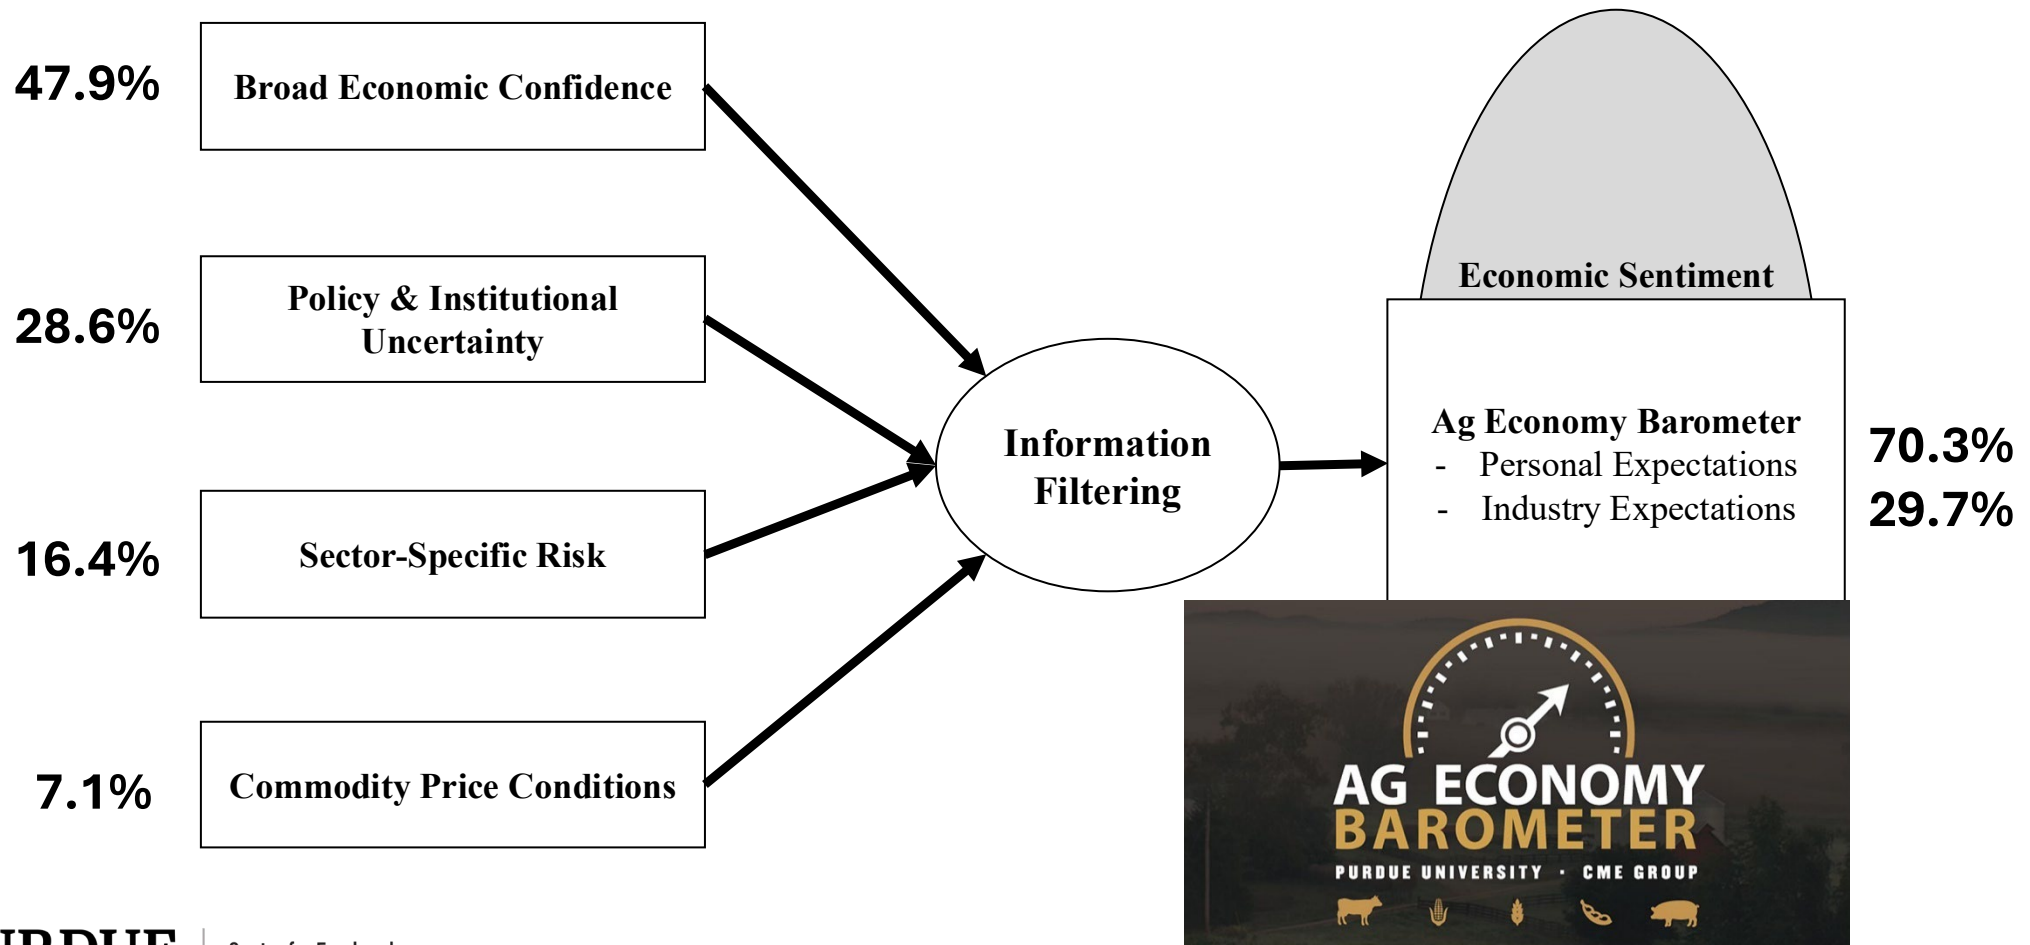 47.9%
Broad Economic Confidence
28.6%
Policy & Institutional
Uncertainty
16.4%
Sector-Specific Risk
7.1%
Commodity Price Conditions
Information
Filtering
Economic Sentiment
Ag Economy Barometer
- Personal Expectations
- Industry Expectations
70.3%
29.7%
AG ECONOMY
BAROMETER
PURDUE UNIVERSITY · CME GROUP